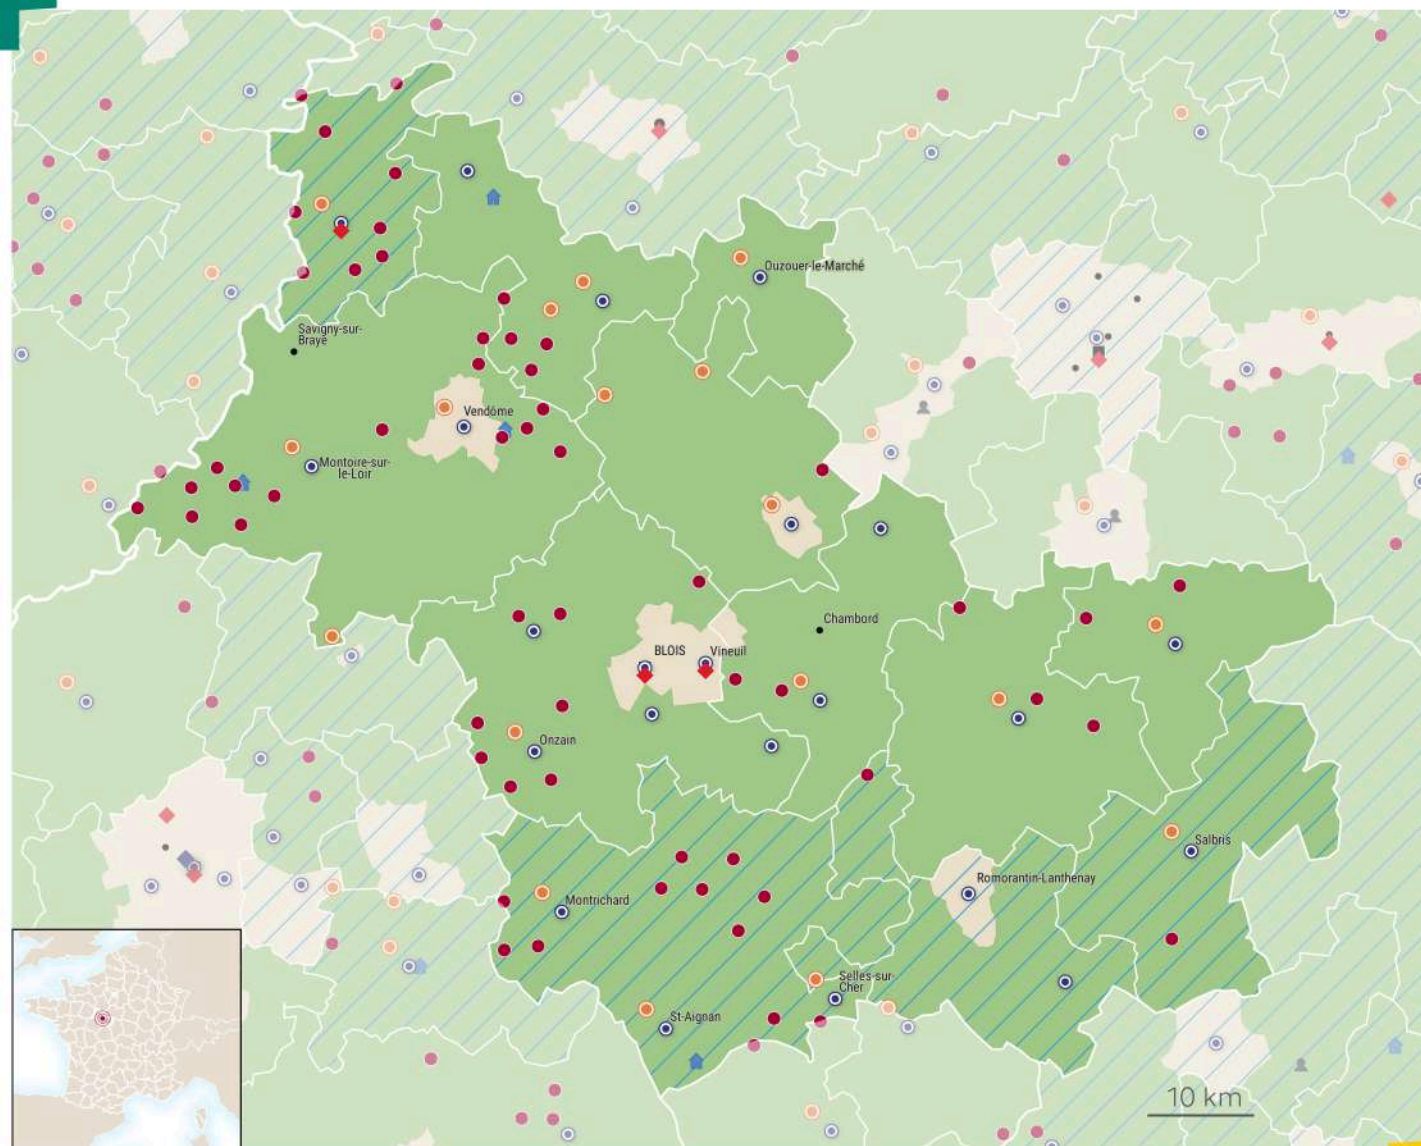 Ouzouer-le-Marché
Savigny-sur-
Braye
Vendôme
Montoire-sur-
le-Loir
Chambord
BLOIS
Vineuil
Onzain
Salbris
Romorantin-Lanthenay
Montrichard
Selles-sur-
Cher
St-Aignan
10 km